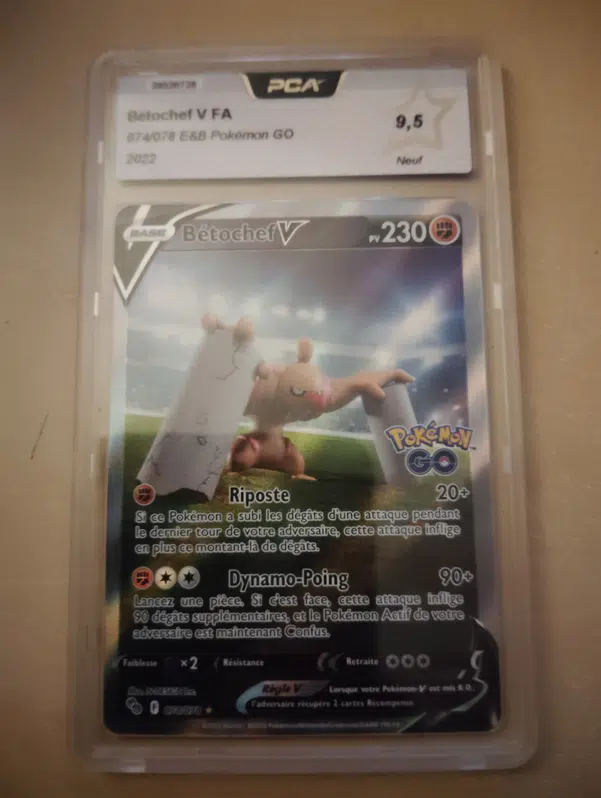 PCA
Bétochef V FA
074/078 E&B Pokémon GO
2022
9,5
Neuf
BASE
Bétochef V
PV 230
POKÉMON
GO
Riposte 20+
Si ce Pokémon a subi les dégâts d'une attaque pendant
le dernier tour de votre adversaire, cette attaque inflige
en plus ce montant-là de dégâts.
Dynamo-Poing 90+
Lancez une pièce. Si c'est face, cette attaque inflige
90 dégâts supplémentaires, et le Pokémon Actif de votre
adversaire est maintenant Confus.
Faiblesse ×2 Résistance Retraite
Règle V Lorsque votre Pokémon-V est mis K.O.,
l'adversaire récupère 2 cartes Récompense.
074/078